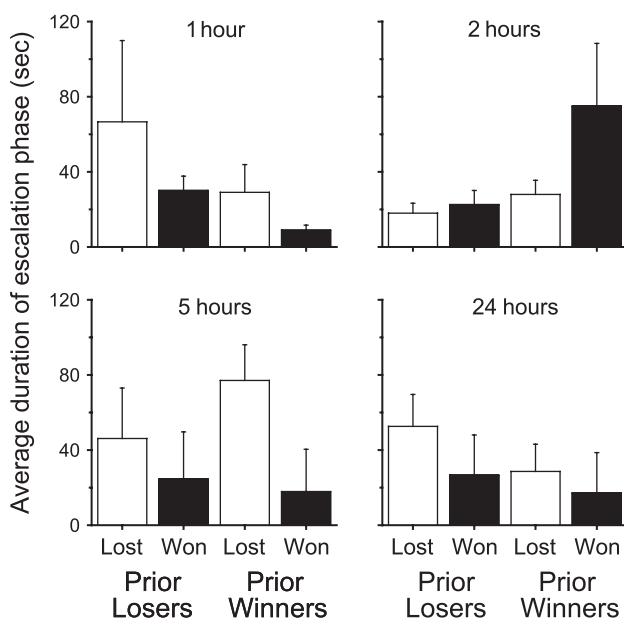 Average duration of escalation phase (sec)
1 hour
2 hours
120
80
40
0
5 hours
24 hours
120
80
40
0
Lost Won Lost Won
Lost Won Lost Won
Prior Prior
Losers Winners
Prior Prior
Losers Winners